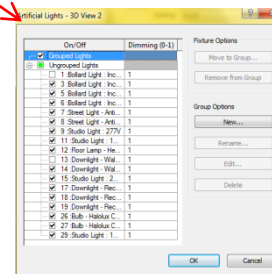 Artificial Lights - 3D View 2
On/Off Dimming (0-1)
Grouped Lights
Ungrouped Lights
1 :Bollard Light : Inc... 1
3 :Bollard Light : Inc... 1
5 :Bollard Light : Inc... 1
6 :Bollard Light : Inc... 1
7 :Street Light - Anti... 1
8 :Street Light - Anti... 1
9 :Studio Light : 277V 1
11 :Studio Light : 1... 1
12 :Floor Lamp - He... 1
13 :Downlight - Wal... 1
14 :Downlight - Wal... 1
15 :Studio Light : 2... 1
17 :Downlight - Rec... 1
18 :Downlight - Rec... 1
19 :Downlight - Rec... 1
26 :Bulb - Halolux C... 1
27 :Bulb - Halolux C... 1
29 :Studio Light : 1... 1
Fixture Options
Move to Group...
Remove from Group
Group Options
New...
Rename...
Edit...
Delete
OK Cancel